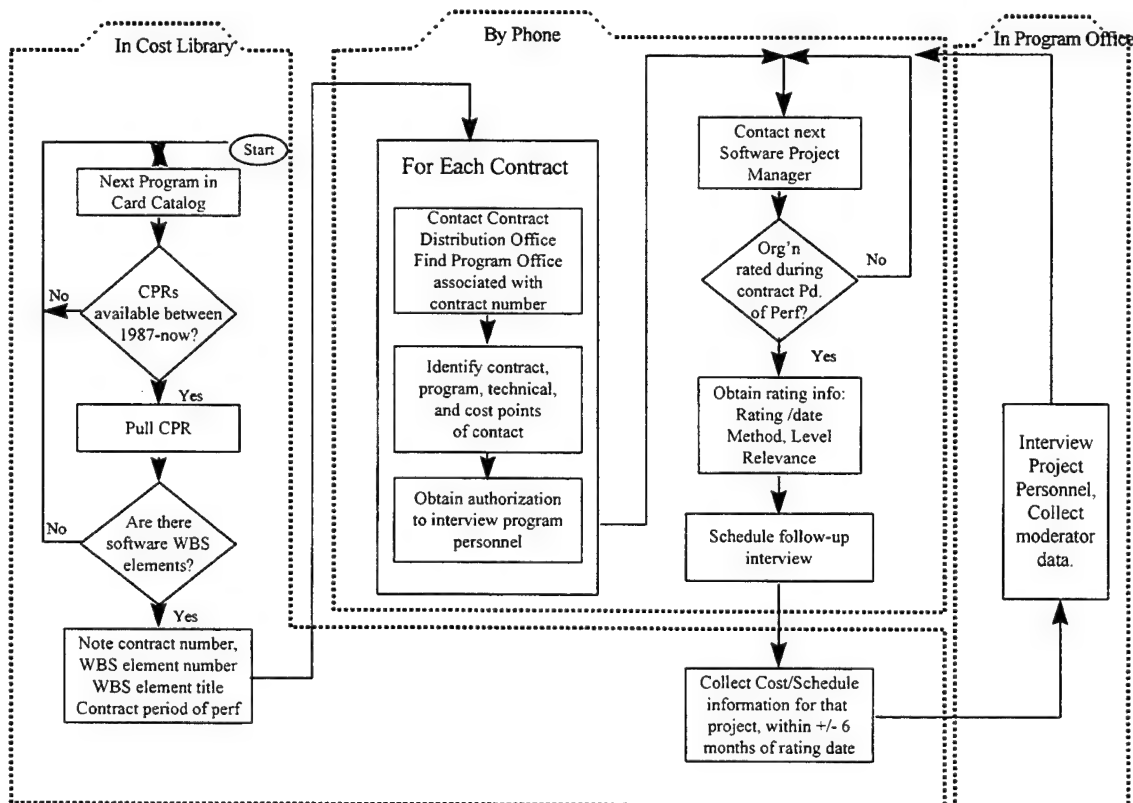 In Cost Library
Start
Next Program in
Card Catalog
CPRs
available between
1987-now?
No
Yes
Pull CPR
Are there
software WBS
elements?
No
Yes
Note contract number,
WBS element number
WBS element title
Contract period of perf
By Phone
For Each Contract
Contact Contract
Distribution Office
Find Program Office
associated with
contract number
Identify contract,
program, technical,
and cost points
of contact
Obtain authorization
to interview program
personnel
Contact next
Software Project
Manager
Org'n
rated during
contract Pd.
of Perf?
No
Yes
Obtain rating info:
Rating /date
Method, Level
Relevance
Schedule follow-up
interview
Collect Cost/Schedule
information for that
project, within +/- 6
months of rating date
In Program Office
Interview
Project
Personnel,
Collect
moderator
data.